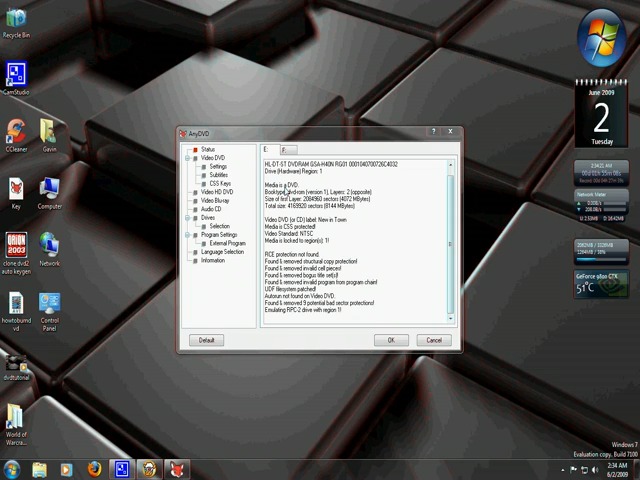 Recycle Bin
CamStudio
CCleaner
Gavin
Key
Computer
clone dvd2 auto keygen
Network
howtoburnd vd
Control Panel
dvdtutorial
World of Warcra...
AnyDVD
?
X
Status
Video DVD
Settings
Subtitles
CSS Keys
Video HD DVD
Video Blu-ray
Audio CD
Drives
Selection
Program Settings
External Program
Language Selection
Information
E:
F:
HL-DT-ST DVDRAM GSA-H40N RG01 0001040700726C4032
Drive (Hardware) Region: 1
Media is a DVD.
Booktype: dvd-rom (version 1), Layers: 2 (opposite)
Size of first Layer: 2084960 sectors (4072 MBytes)
Total size: 4169920 sectors (8144 MBytes)
Video DVD (or CD) label: New in Town
Media is CSS protected!
Video Standard: NTSC
Media is locked to region(s): 1!
RCE protection not found.
Found & removed structural copy protection!
Found & removed invalid cell pieces!
Found & removed bogus title set(s)!
Found & removed invalid program from program chain!
UDF filesystem patched!
Autorun not found on Video DVD.
Found & removed 9 potential bad sector protections!
Emulating RPC-2 drive with region 1!
Default
OK
Cancel
June 2009
2
Tuesday
Network Meter
GeForce 9800 GTX
51°C
Windows 7
Evaluation copy. Build 7100
2:34 AM
6/2/2009